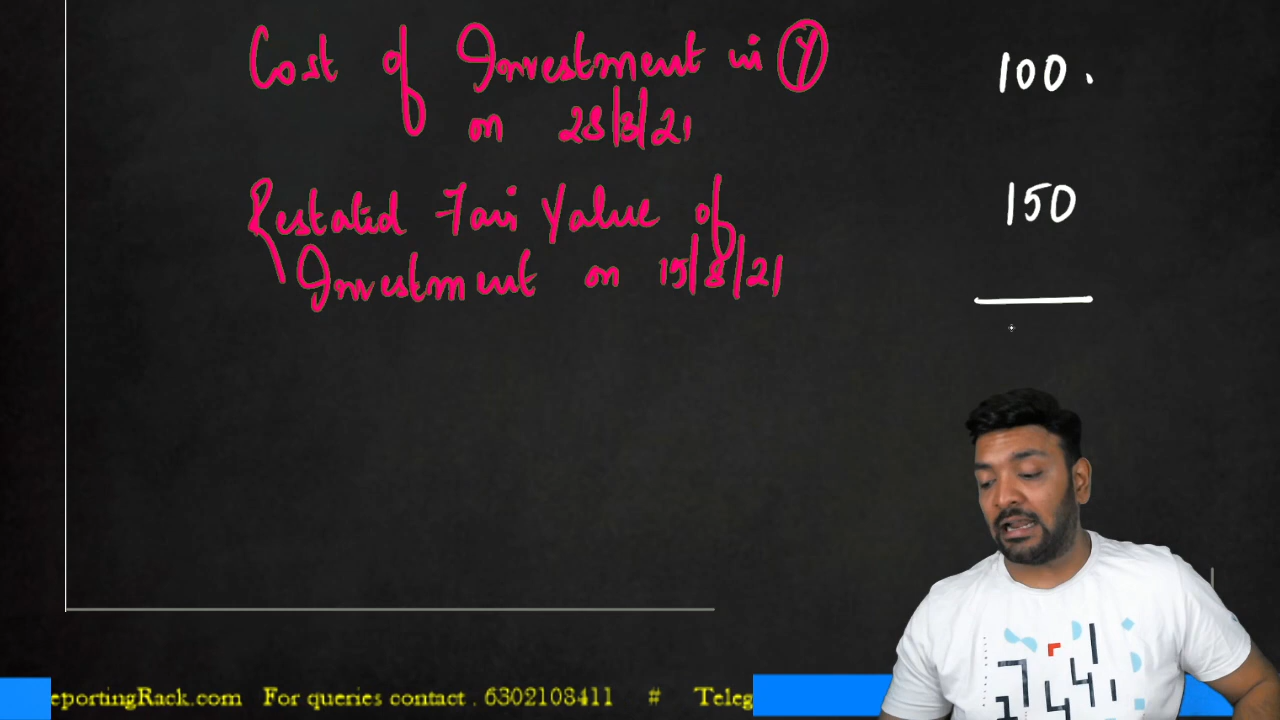 Cost of Investment in Y 100.
on 28/3/21
Restated Fair Value of 150
Investment on 15/8/21
eportingRack.com For queries contact . 6302108411 # Teleg